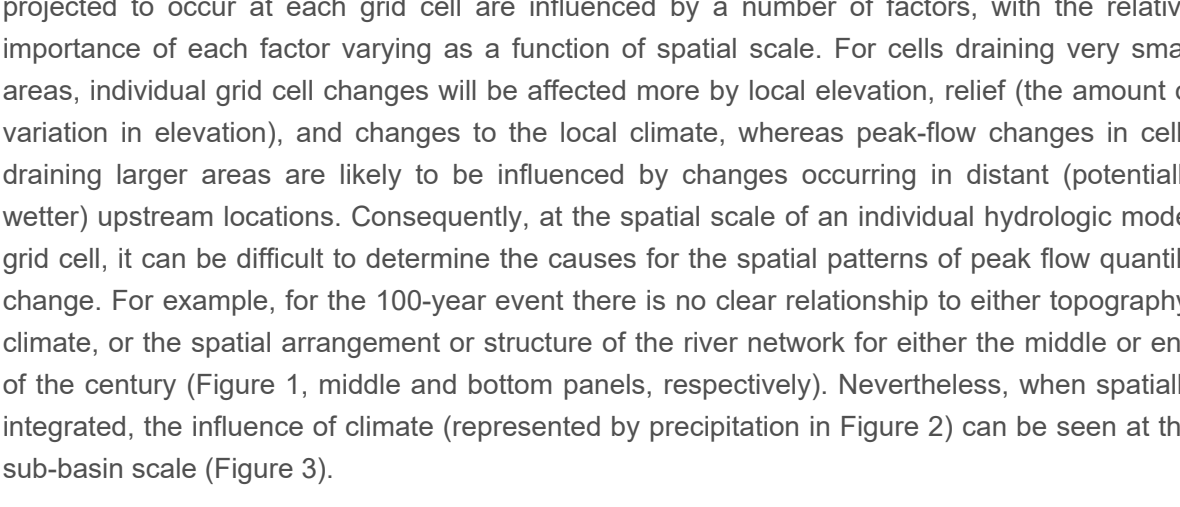 projected to occur at each grid cell are influenced by a number of factors, with the relativ
importance of each factor varying as a function of spatial scale. For cells draining very sma
areas, individual grid cell changes will be affected more by local elevation, relief (the amount o
variation in elevation), and changes to the local climate, whereas peak-flow changes in cell
draining larger areas are likely to be influenced by changes occurring in distant (potentiall
wetter) upstream locations. Consequently, at the spatial scale of an individual hydrologic mode
grid cell, it can be difficult to determine the causes for the spatial patterns of peak flow quantil
change. For example, for the 100-year event there is no clear relationship to either topography
climate, or the spatial arrangement or structure of the river network for either the middle or en
of the century (Figure 1, middle and bottom panels, respectively). Nevertheless, when spatiall
integrated, the influence of climate (represented by precipitation in Figure 2) can be seen at th
sub-basin scale (Figure 3).